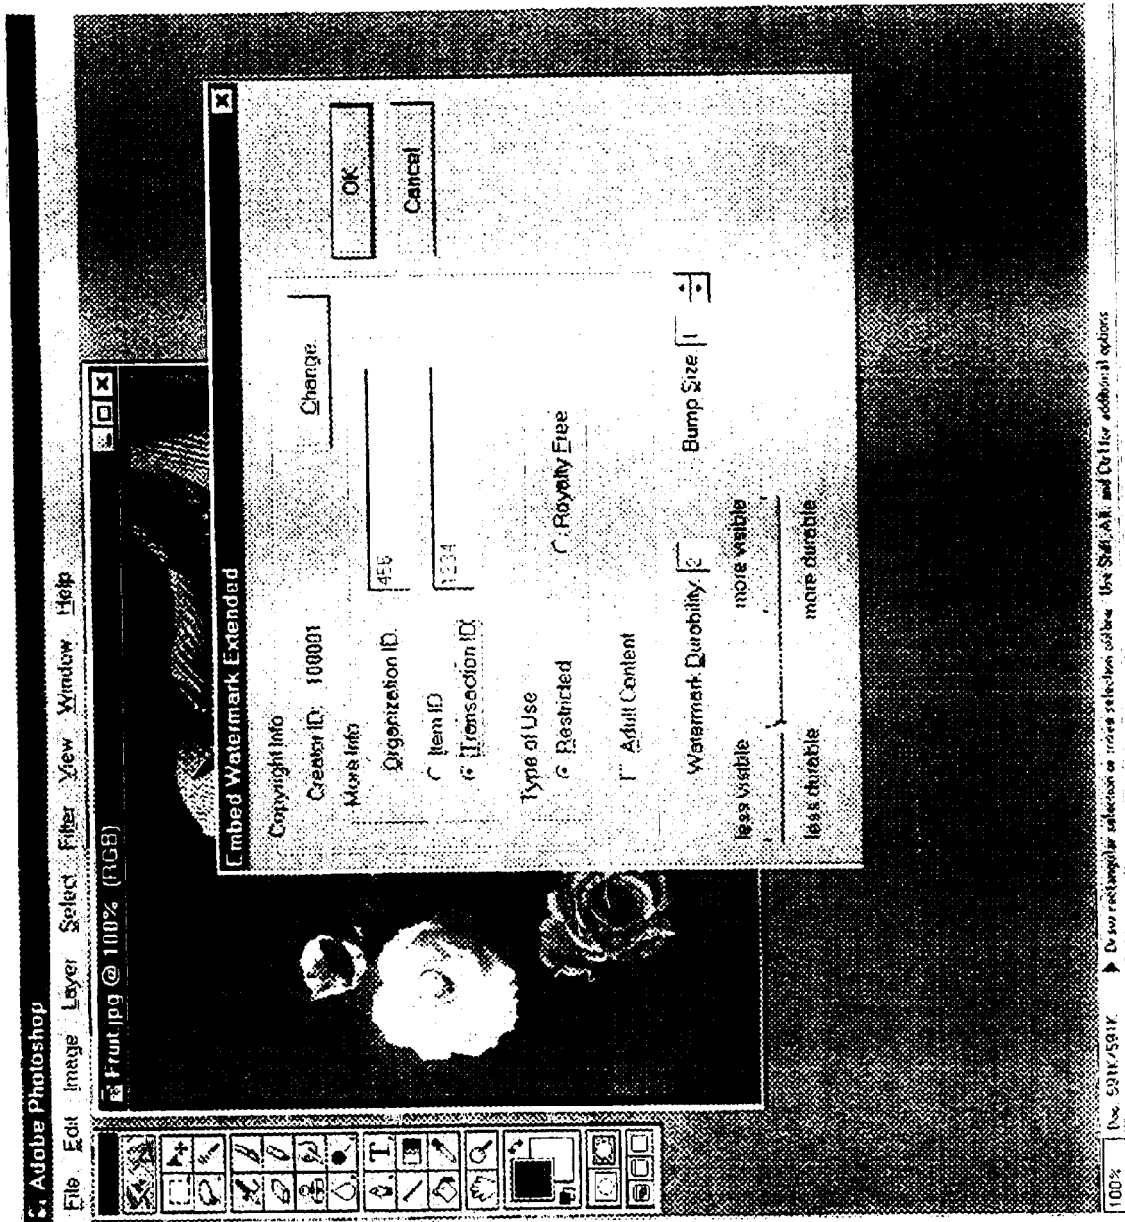 Adobe Photoshop
File Edit Image Layer Select Filter View Window Help
Fruit.jpg @ 100% (RGB)
Embed Watermark Extended
Copyright Info
Creator ID: 100001
Change
OK
Cancel
More Info
Organization ID: 456
Item ID
Transaction ID: 1234
Type of Use
Restricted
Royalty Free
Adult Content
Watermark Durability: 2
Bump Size: 1
less visible more visible
less durable more durable
100% Doc: 591K/591K Draw rectangular selection or move selection outline. Use Shift, Alt, and Ctrl for additional options